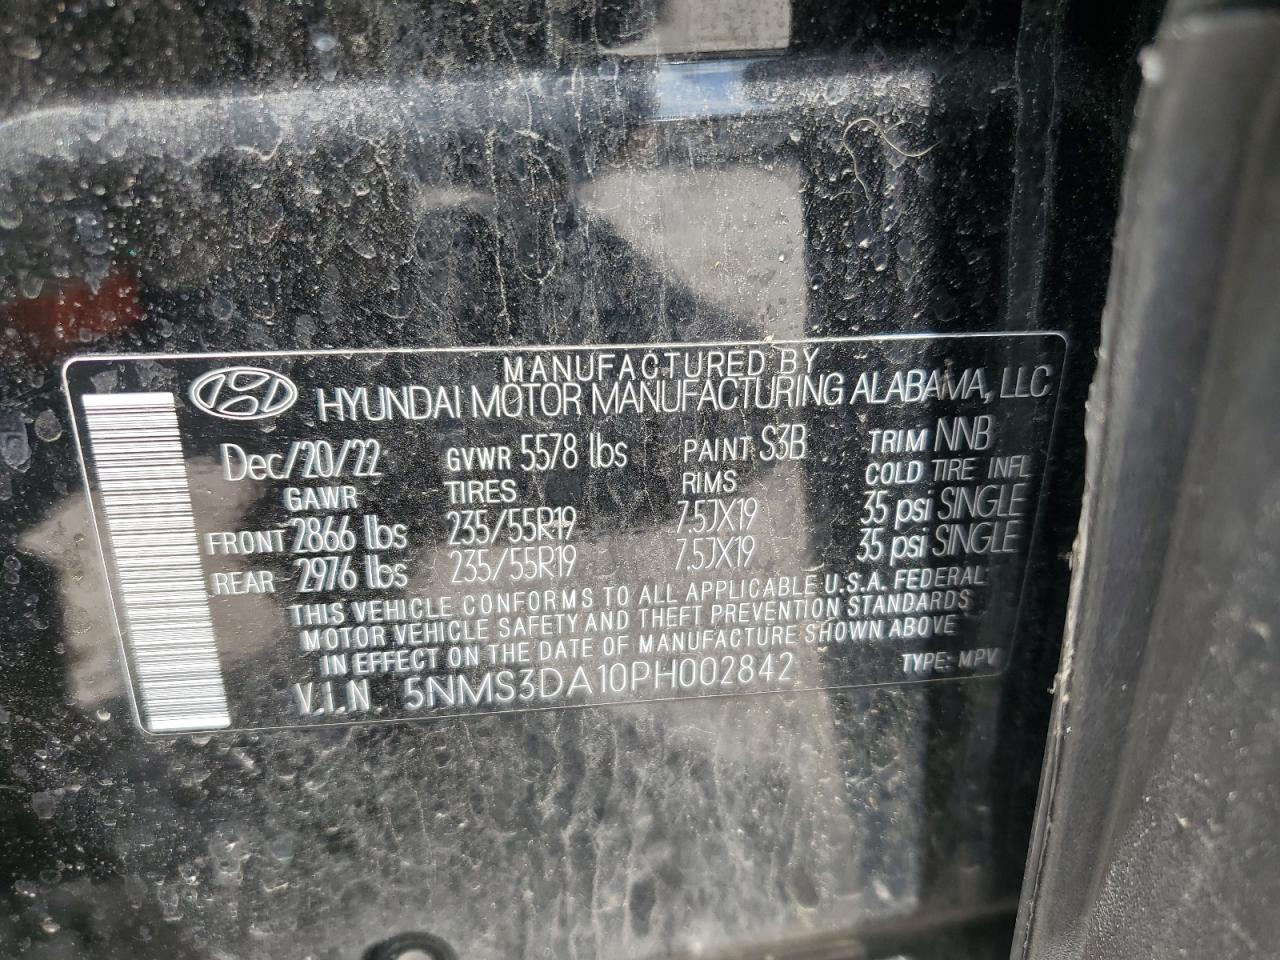 MANUFACTURED BY
HYUNDAI MOTOR MANUFACTURING ALABAMA, LLC
Dec/20/22 GVWR 5578 lbs PAINT S3B TRIM NNB
GAWR TIRES RIMS COLD TIRE INFL
FRONT 2866 lbs 235/55R19 7.5JX19 35 psi SINGLE
REAR 2976 lbs 235/55R19 7.5JX19 35 psi SINGLE
THIS VEHICLE CONFORMS TO ALL APPLICABLE U.S.A. FEDERAL
MOTOR VEHICLE SAFETY AND THEFT PREVENTION STANDARDS
IN EFFECT ON THE DATE OF MANUFACTURE SHOWN ABOVE
V.I.N 5NMS3DA10PH002842 TYPE: MPV